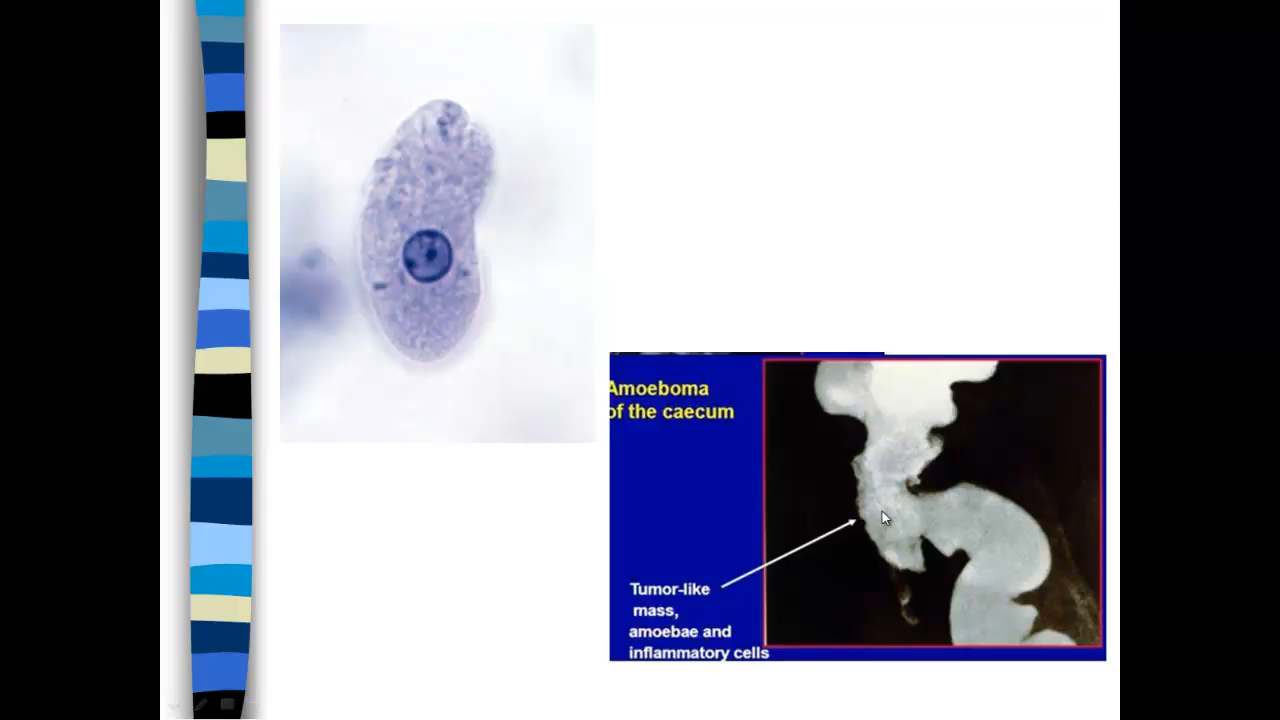 Amoeboma
of the caecum
Tumor-like
mass,
amoebae and
inflammatory cells